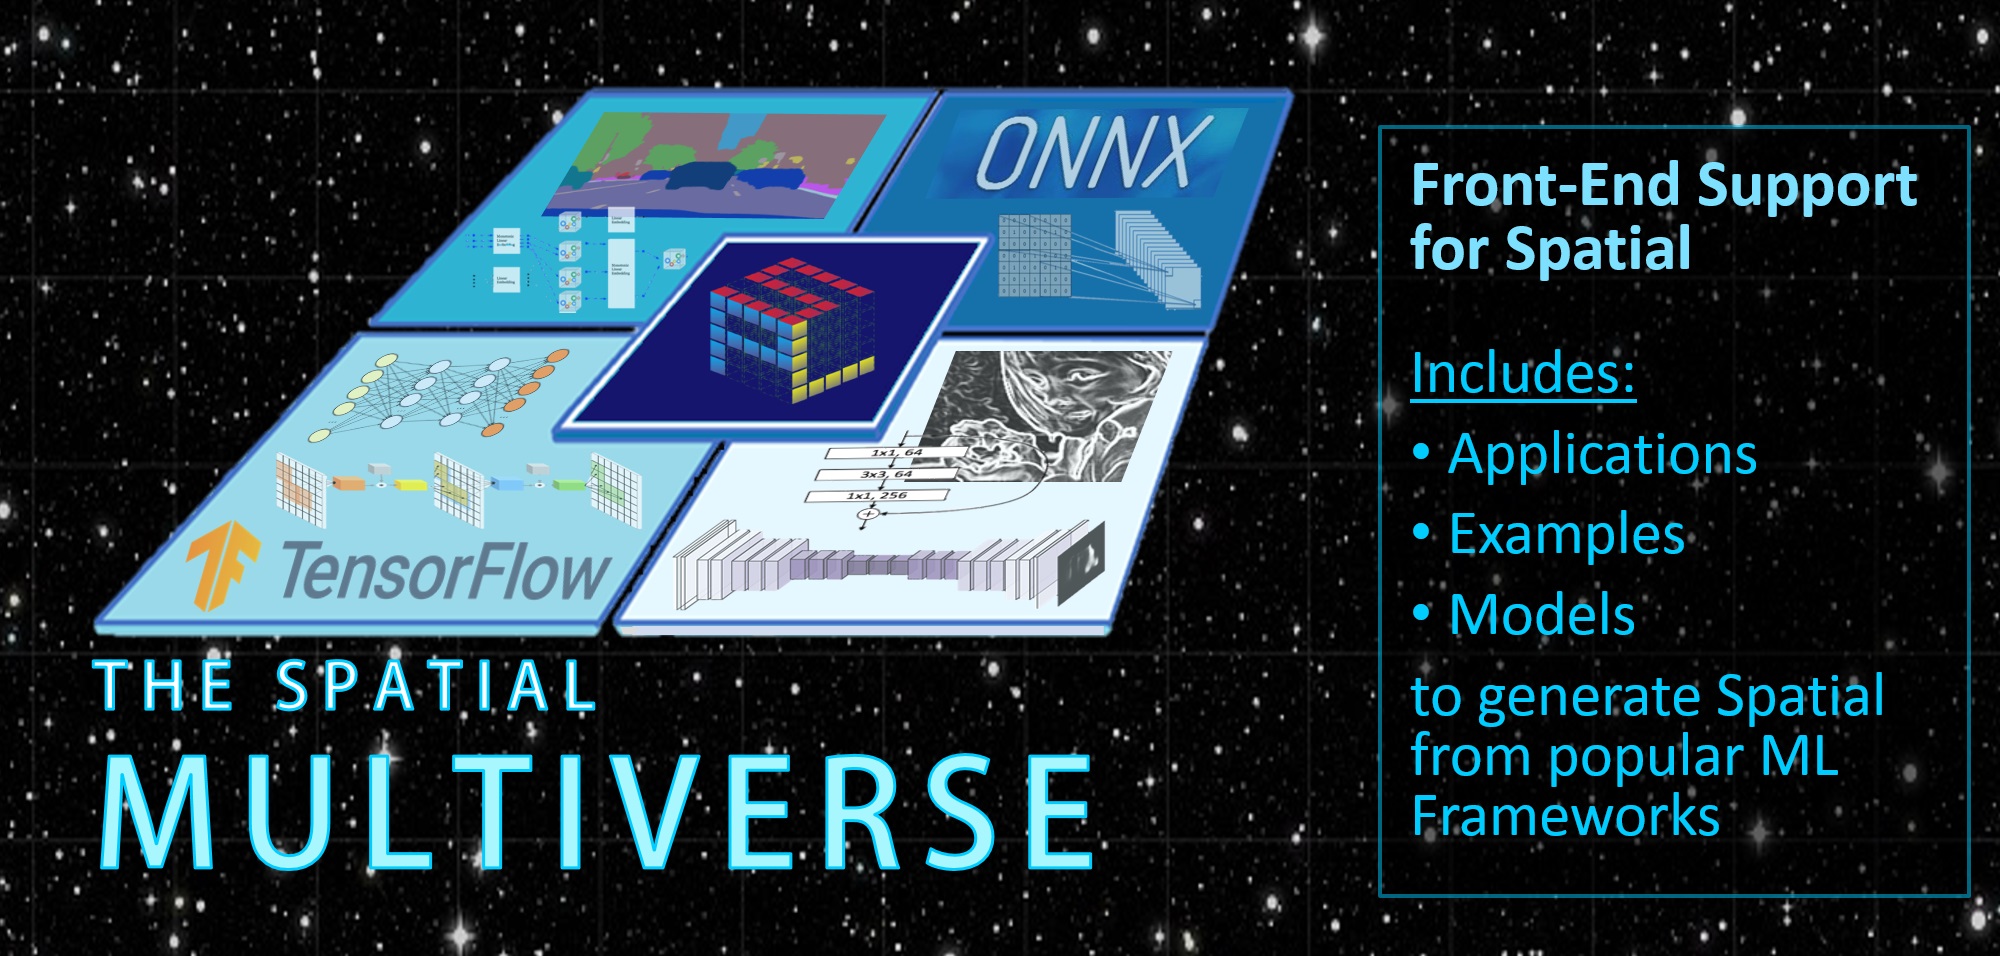 ONNX
TensorFlow
1x1, 64
3x3, 64
1x1, 256
+
THE SPATIAL
MULTIVERSE
Front-End Support
for Spatial
Includes:
• Applications
• Examples
• Models
to generate Spatial
from popular ML
Frameworks